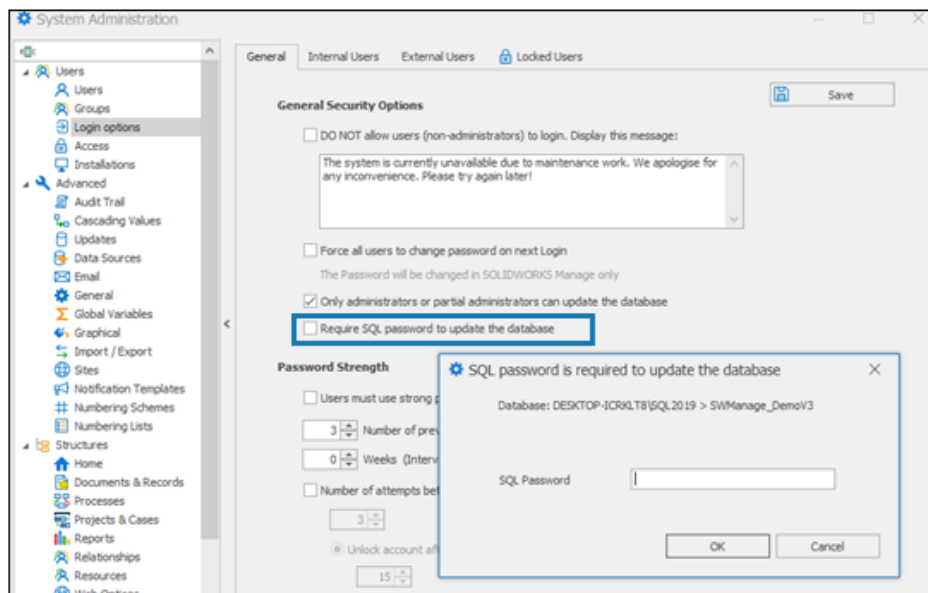 System Administration
Users
Users
Groups
Login options
Access
Installations
Advanced
Audit Trail
Cascading Values
Updates
Data Sources
Email
General
Global Variables
Graphical
Import / Export
Sites
Notification Templates
Numbering Schemes
Numbering Lists
Structures
Home
Documents & Records
Processes
Projects & Cases
Reports
Relationships
Resources
Web Options
General Internal Users External Users Locked Users
Save
General Security Options
DO NOT allow users (non-administrators) to login. Display this message:
The system is currently unavailable due to maintenance work. We apologise for
any inconvenience. Please try again later!
Force all users to change password on next Login
The Password will be changed in SOLIDWORKS Manage only
Only administrators or partial administrators can update the database
Require SQL password to update the database
Password Strength
Users must use strong
3 Number of prev
0 Weeks (Interv
Number of attempts bef
3
Unlock account aft
15
SQL password is required to update the database
Database: DESKTOP-ICRKLT8\SQL2019 > SWManage_DemoV3
SQL Password
OK Cancel